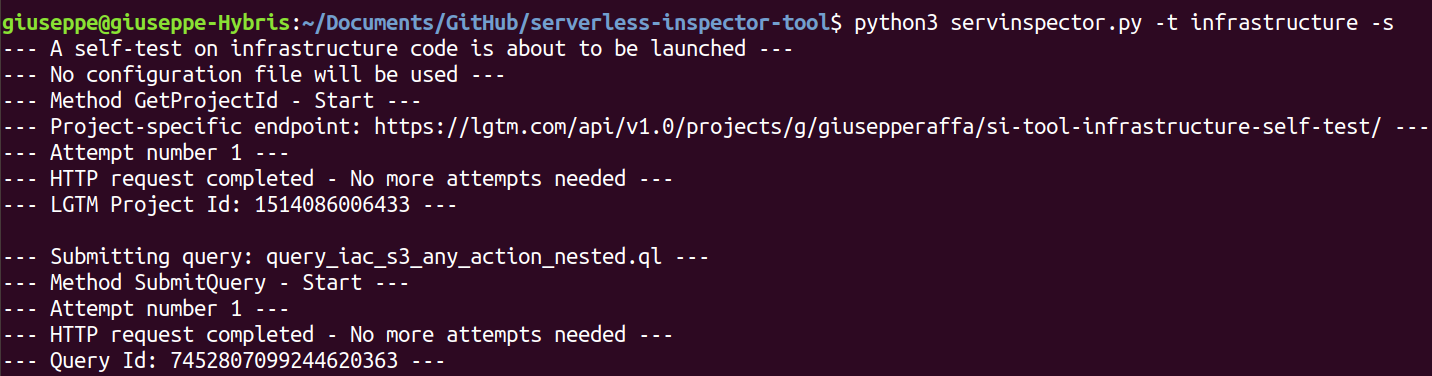 giuseppe@giuseppe-Hybris:~/Documents/GitHub/serverless-inspector-tool$ python3 servinspector.py -t infrastructure -s
--- A self-test on infrastructure code is about to be launched ---
--- No configuration file will be used ---
--- Method GetProjectId - Start ---
--- Project-specific endpoint: https://lgtm.com/api/v1.0/projects/g/giusepperaffa/si-tool-infrastructure-self-test/ ---
--- Attempt number 1 ---
--- HTTP request completed - No more attempts needed ---
--- LGTM Project Id: 1514086006433 ---
--- Submitting query: query_iac_s3_any_action_nested.ql ---
--- Method SubmitQuery - Start ---
--- Attempt number 1 ---
--- HTTP request completed - No more attempts needed ---
--- Query Id: 7452807099244620363 ---